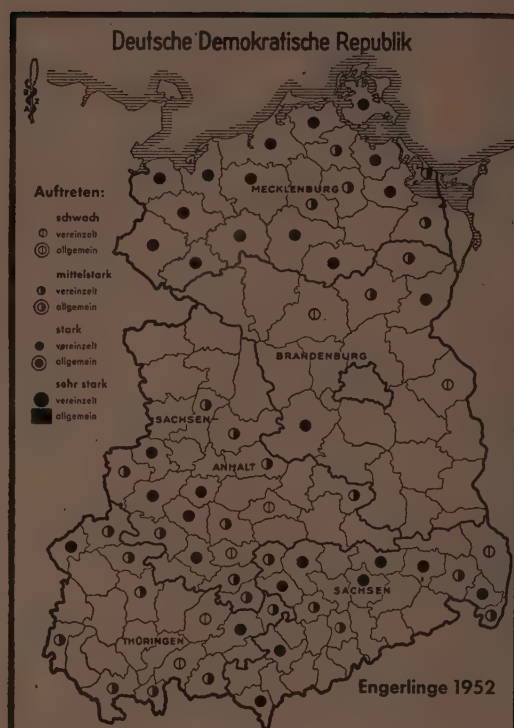 Deutsche Demokratische Republik
MECKLENBURG
Auftreten:
schwach
vereinzelt
allgemein
mittelstark
vereinzelt
allgemein
stark
vereinzelt
allgemein
sehr stark
vereinzelt
allgemein
BRANDENBURG
SACHSEN-
ANHALT
SACHSEN
THÜRINGEN
Engerlinge 1952